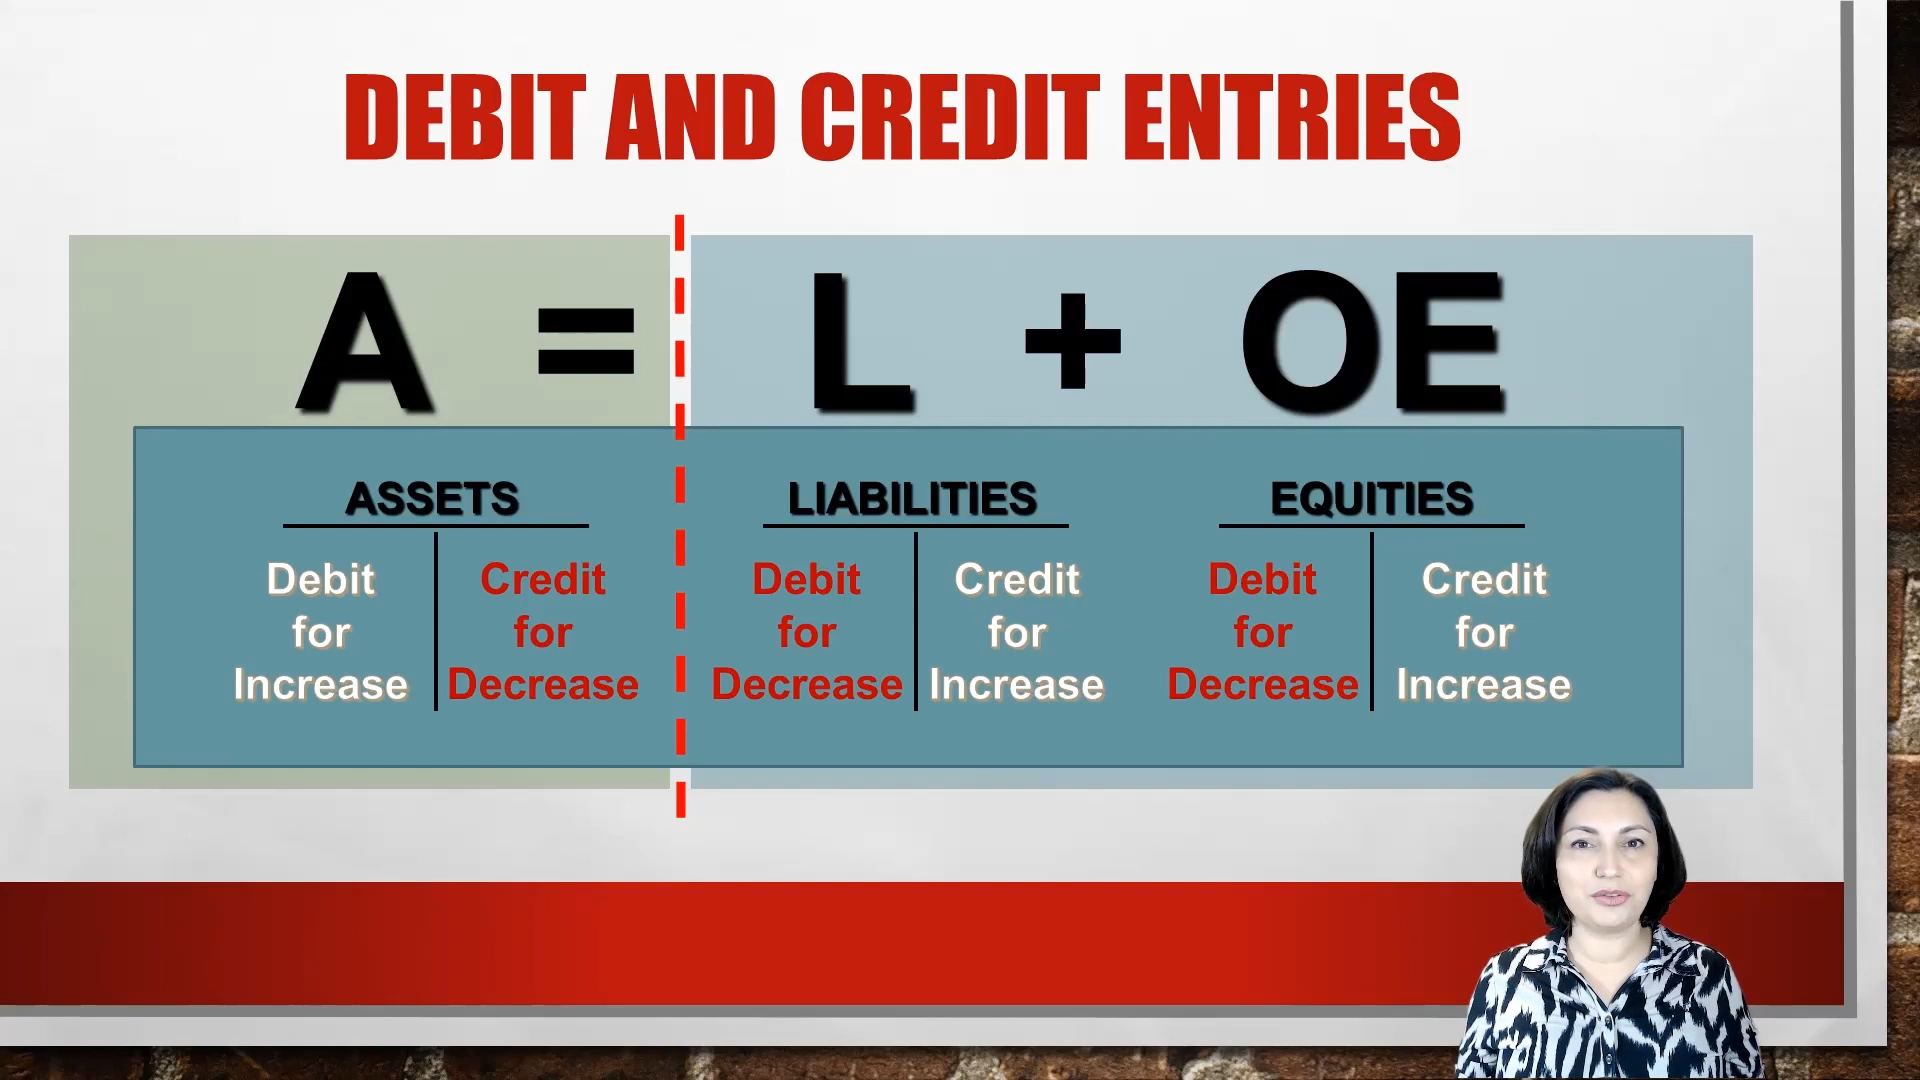 DEBIT AND CREDIT ENTRIES
A = L + OE
ASSETS
Debit
for
Increase
Credit
for
Decrease
LIABILITIES
Debit
for
Decrease
Credit
for
Increase
EQUITIES
Debit
for
Decrease
Credit
for
Increase